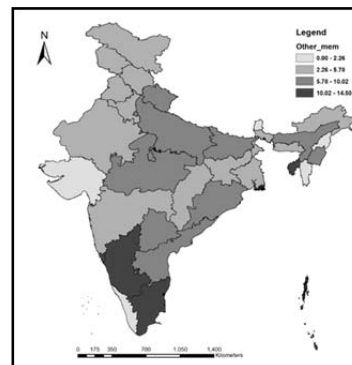 N
Legend
Other_mem
0.00 - 2.26
2.26 - 5.78
5.78 - 10.02
10.02 - 14.50
0 175 350 700 1,050 1,400
Kilometers